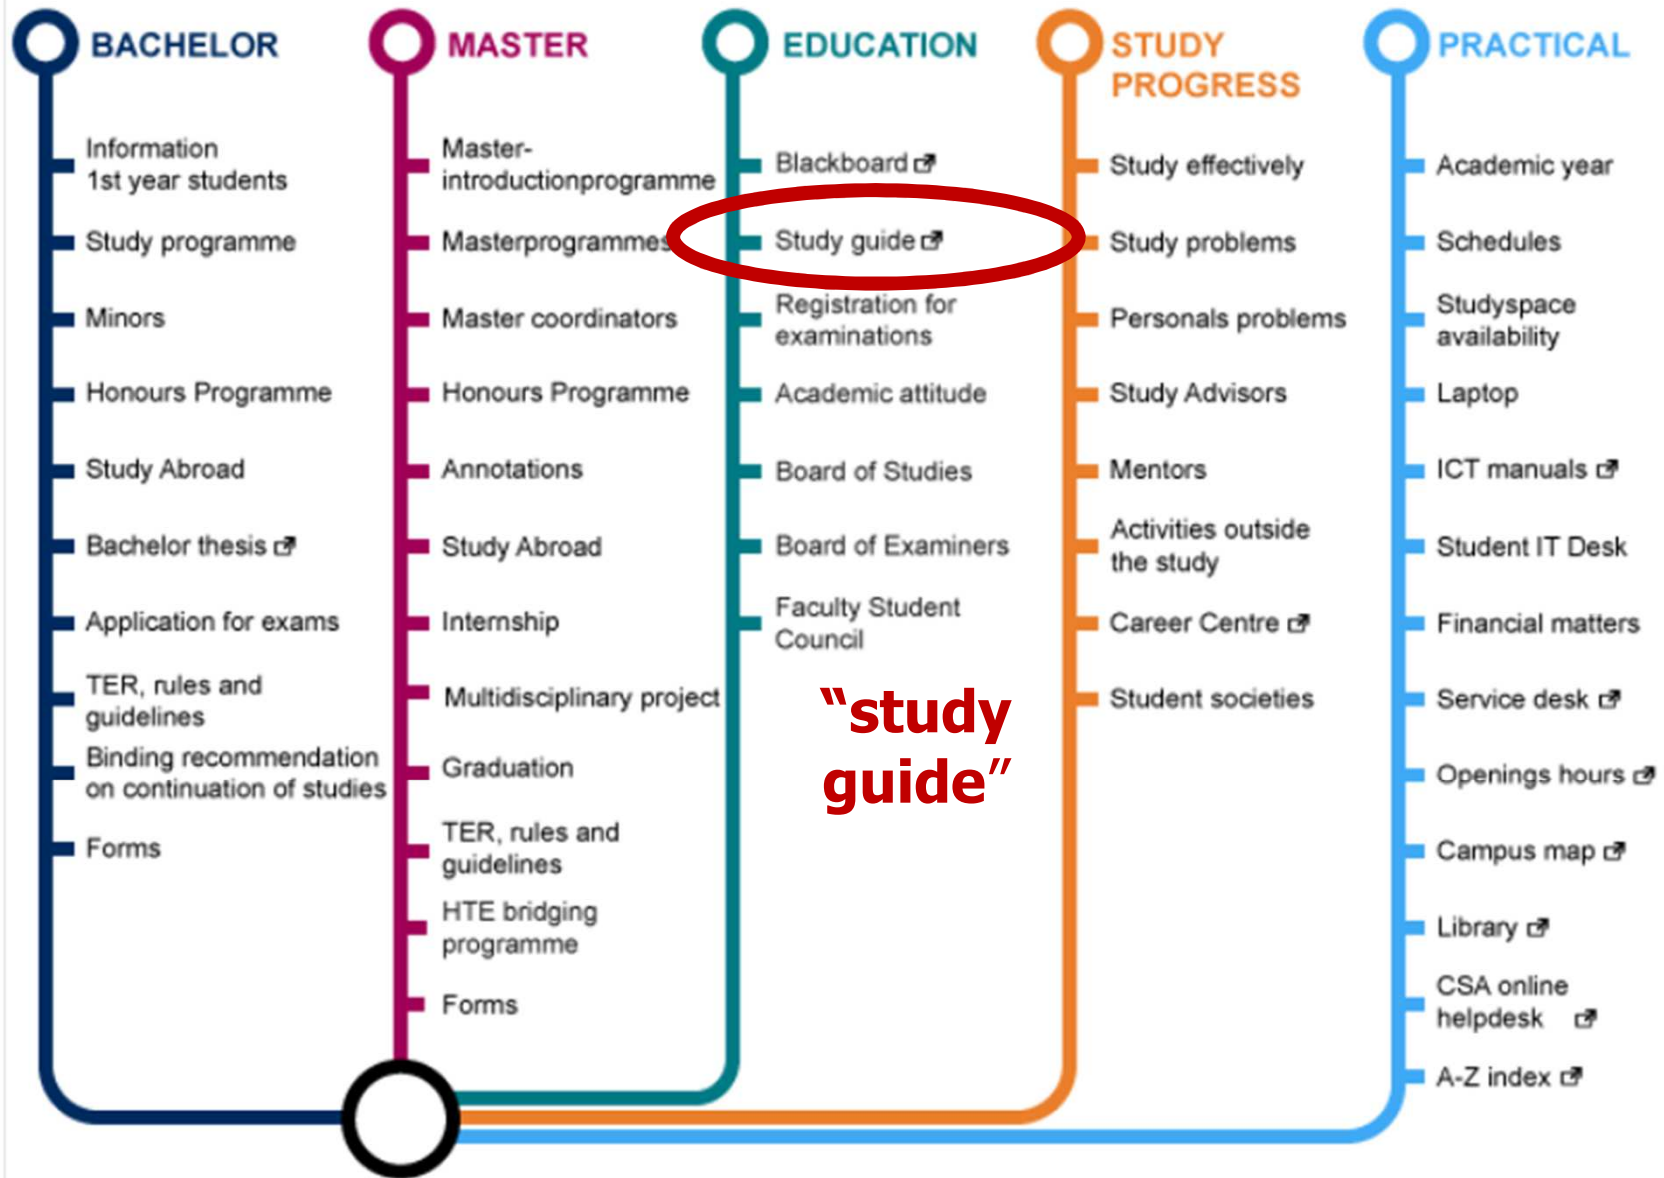 BACHELOR
Information
1st year students
Study programme
Minors
Honours Programme
Study Abroad
Bachelor thesis
Application for exams
TER, rules and
guidelines
Binding recommendation
on continuation of studies
Forms
MASTER
Master-
introductionprogramme
Masterprogrammes
Master coordinators
Honours Programme
Annotations
Study Abroad
Internship
Multidisciplinary project
Graduation
TER, rules and
guidelines
HTE bridging
programme
Forms
EDUCATION
Blackboard
Study guide
Registration for
examinations
Academic attitude
Board of Studies
Board of Examiners
Faculty Student
Council
“study
guide”
STUDY
PROGRESS
Study effectively
Study problems
Personals problems
Study Advisors
Mentors
Activities outside
the study
Career Centre
Student societies
PRACTICAL
Academic year
Schedules
Studyspace
availability
Laptop
ICT manuals
Student IT Desk
Financial matters
Service desk
Openings hours
Campus map
Library
CSA online
helpdesk
A-Z index